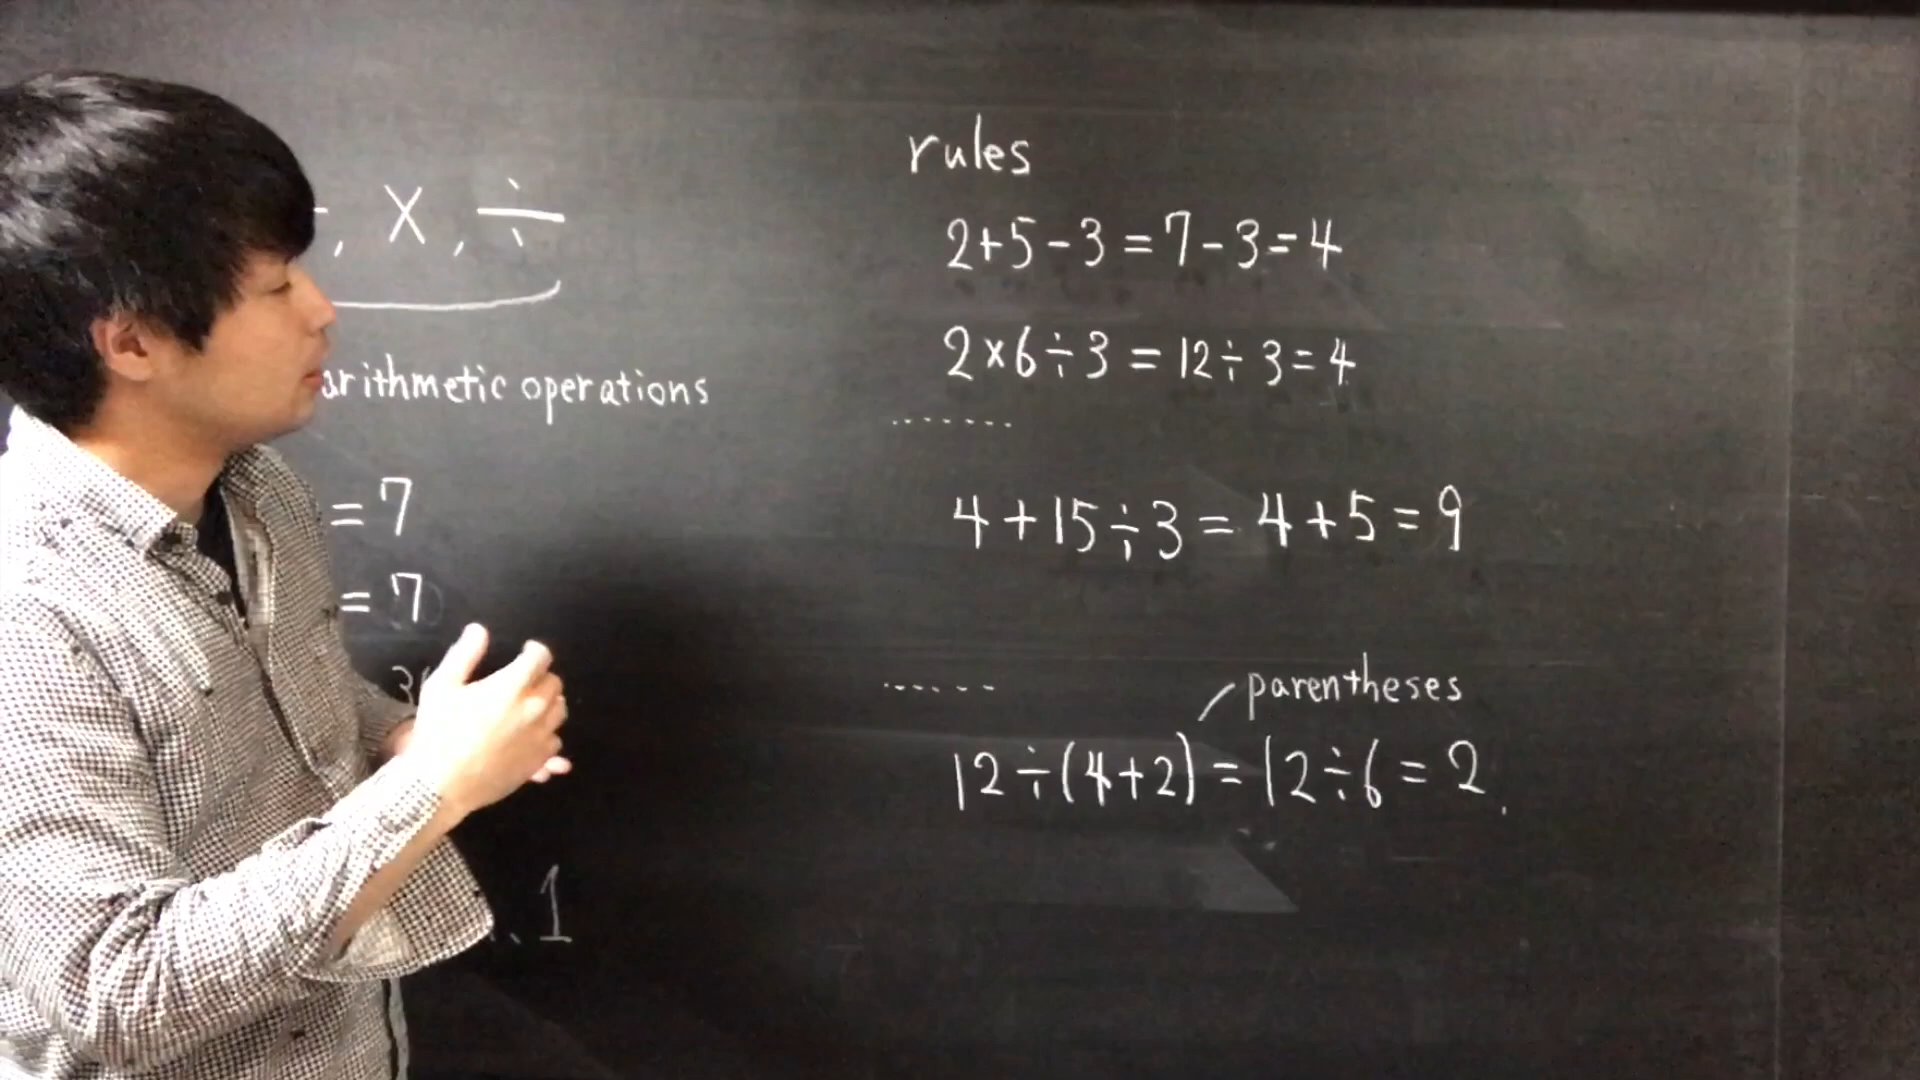 , × , ÷
arithmetic operations
= 7
= 7
1
rules
2+5-3=7-3=4
2×6÷3=12÷3=4
.......
4+15÷3=4+5=9
......
parentheses
12÷(4+2)=12÷6=2.